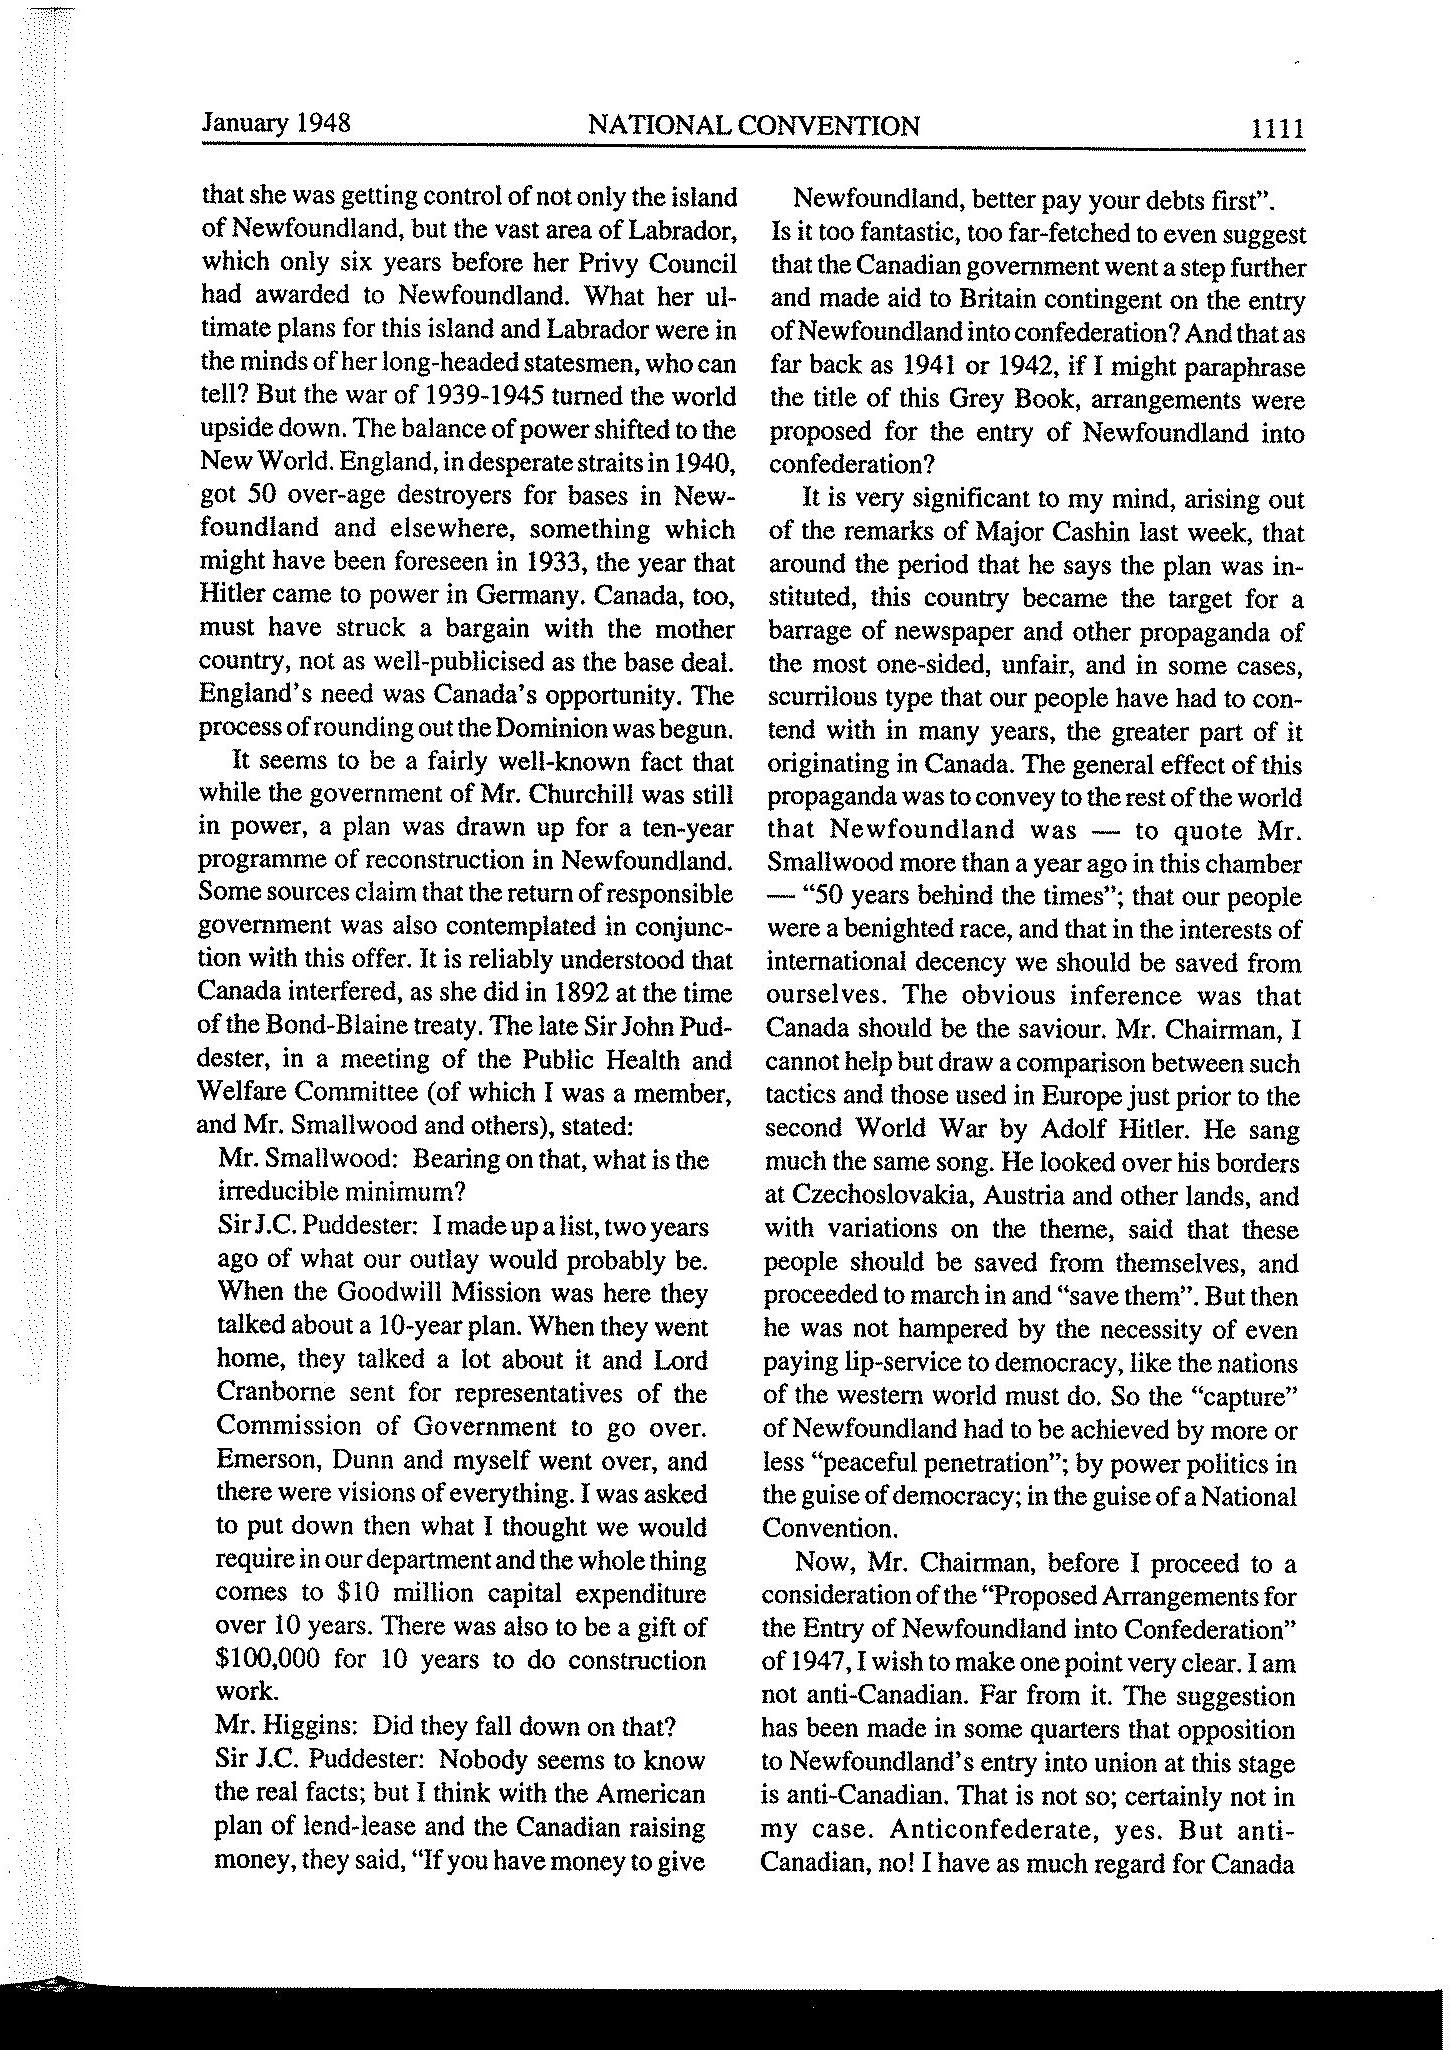 January 1948 NATIONAL CONVENTION 1111
that she was getting control of not only the island
of Newfoundland, but the vast area of Labrador,
which only six years before her Privy Council
had awarded to Newfoundland. What her ul-
timate plans for this island and Labrador were in
the minds of her long-headed statesmen, who can
tell? But the war of 1939-1945 turned the world
upside down. The balance of power shifted to the
New World. England, in desperate straits in 1940,
got 50 over-age destroyers for bases in New-
foundland and elsewhere, something which
might have been foreseen in 1933, the year that
Hitler came to power in Germany. Canada, too,
must have struck a bargain with the mother
country, not as well-publicised as the base deal.
England's need was Canada's opportunity. The
process of rounding out the Dominion was begun.
It seems to be a fairly well-known fact that
while the government of Mr. Churchill was still
in power, a plan was drawn up for a ten-year
programme of reconstruction in Newfoundland.
Some sources claim that the return of responsible
government was also contemplated in conjunc-
tion with this offer. It is reliably understood that
Canada interfered, as she did in 1892 at the time
of the Bond-Blaine treaty. The late Sir John Pud-
dester, in a meeting of the Public Health and
Welfare Committee (of which I was a member,
and Mr. Smallwood and others), stated:
Mr. Smallwood: Bearing on that, what is the
irreducible minimum?
Sir J.C. Puddester: I made up a list, two years
ago of what our outlay would probably be.
When the Goodwill Mission was here they
talked about a 10-year plan. When they went
home, they talked a lot about it and Lord
Cranborne sent for representatives of the
Commission of Government to go over.
Emerson, Dunn and myself went over, and
there were visions of everything. I was asked
to put down then what I thought we would
require in our department and the whole thing
comes to $10 million capital expenditure
over 10 years. There was also to be a gift of
$100,000 for 10 years to do construction
work.
Mr. Higgins: Did they fall down on that?
Sir J.C. Puddester: Nobody seems to know
the real facts; but I think with the American
plan of lend-lease and the Canadian raising
money, they said, "If you have money to give
Newfoundland, better pay your debts first".
Is it too fantastic, too far-fetched to even suggest
that the Canadian government went a step further
and made aid to Britain contingent on the entry
of Newfoundland into confederation? And that as
far back as 1941 or 1942, if I might paraphrase
the title of this Grey Book, arrangements were
proposed for the entry of Newfoundland into
confederation?
It is very significant to my mind, arising out
of the remarks of Major Cashin last week, that
around the period that he says the plan was in-
stituted, this country became the target for a
barrage of newspaper and other propaganda of
the most one-sided, unfair, and in some cases,
scurrilous type that our people have had to con-
tend with in many years, the greater part of it
originating in Canada. The general effect of this
propaganda was to convey to the rest of the world
that Newfoundland was — to quote Mr.
Smallwood more than a year ago in this chamber
— "50 years behind the times"; that our people
were a benighted race, and that in the interests of
international decency we should be saved from
ourselves. The obvious inference was that
Canada should be the saviour. Mr. Chairman, I
cannot help but draw a comparison between such
tactics and those used in Europe just prior to the
second World War by Adolf Hitler. He sang
much the same song. He looked over his borders
at Czechoslovakia, Austria and other lands, and
with variations on the theme, said that these
people should be saved from themselves, and
proceeded to march in and "save them". But then
he was not hampered by the necessity of even
paying lip-service to democracy, like the nations
of the western world must do. So the "capture"
of Newfoundland had to be achieved by more or
less "peaceful penetration"; by power politics in
the guise of democracy; in the guise of a National
Convention.
Now, Mr. Chairman, before I proceed to a
consideration of the "Proposed Arrangements for
the Entry of Newfoundland into Confederation"
of 1947, I wish to make one point very clear. I am
not anti-Canadian. Far from it. The suggestion
has been made in some quarters that opposition
to Newfoundland's entry into union at this stage
is anti-Canadian. That is not so; certainly not in
my case. Anticonfederate, yes. But anti-
Canadian, no! I have as much regard for Canada